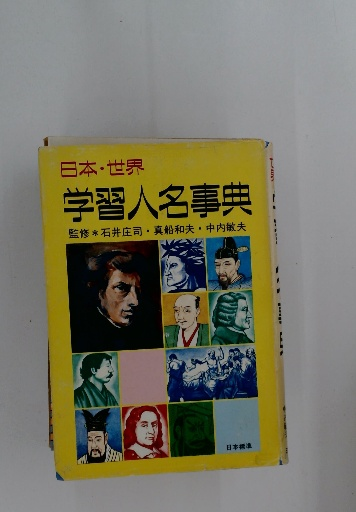 日本・世界
学習人名事典
監修*石井庄司・真船和夫・中内敏夫
日本標準